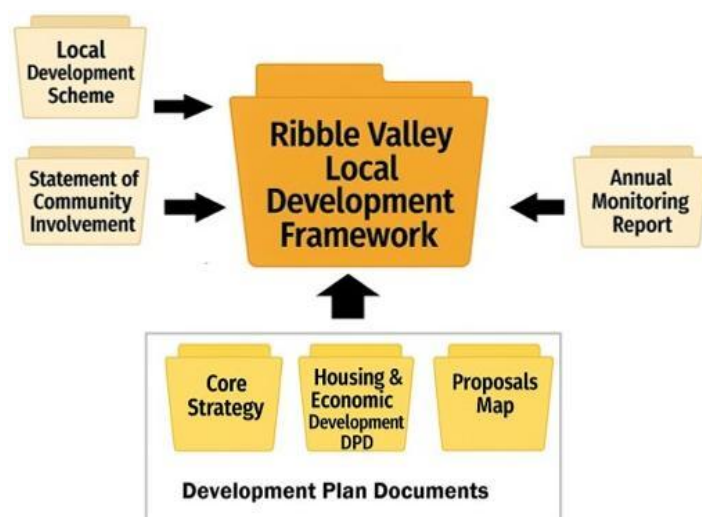 Local
Development
Scheme
Ribble Valley
Local
Development
Framework
Statement of
Community
Involvement
Annual
Monitoring
Report
Core
Strategy
Housing &
Economic
Development
DPD
Proposals
Map
Development Plan Documents